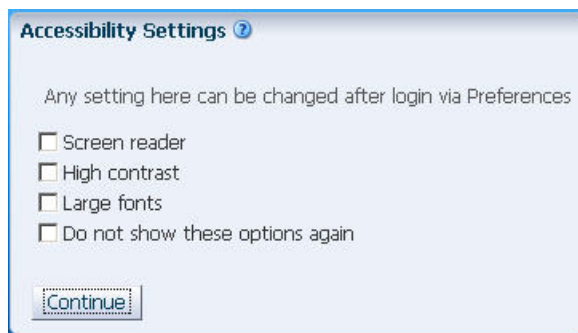 Accessibility Settings ?
Any setting here can be changed after login via Preferences
Screen reader
High contrast
Large fonts
Do not show these options again
Continue